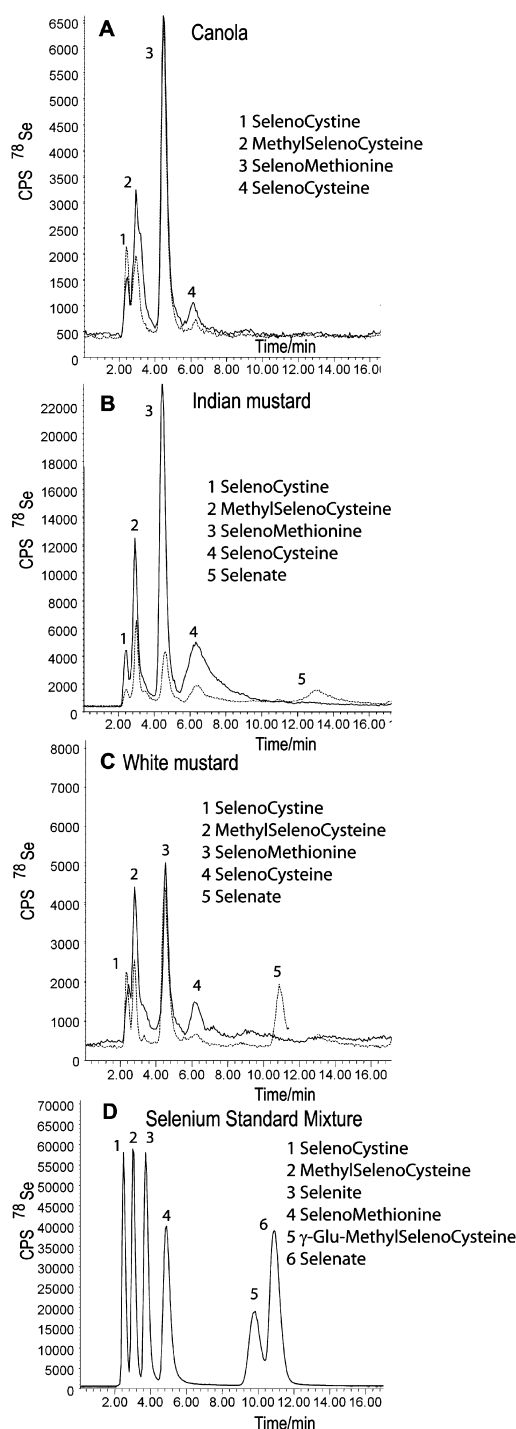 A
Canola
6500
6000
5500
5000
4500
4000
3500
3000
2500
2000
1500
1000
500
0
CPS 78Se
1
2
3
4
1 SelenoCystine
2 MethylSelenoCysteine
3 SelenoMethionine
4 SelenoCysteine
Time/min
2.00 4.00 6.00 8.00 10.00 12.00 14.00 16.00
B
Indian mustard
22000
20000
18000
16000
14000
12000
10000
8000
6000
4000
2000
0
CPS 78Se
1
2
3
4
5
1 SelenoCystine
2 MethylSelenoCysteine
3 SelenoMethionine
4 SelenoCysteine
5 Selenate
2.00 4.00 6.00 8.00 10.00 12.00 14.00 16.00
Time/min
C White mustard
8000
7000
6000
5000
4000
3000
2000
1000
0
CPS 78Se
1
2
3
4
5
1 SelenoCystine
2 MethylSelenoCysteine
3 SelenoMethionine
4 SelenoCysteine
5 Selenate
2.00 4.00 6.00 8.00 10.00 12.00 14.00 16.00
Time/min
D
Selenium Standard Mixture
70000
65000
60000
55000
50000
45000
40000
35000
30000
25000
20000
15000
10000
5000
0
CPS 78Se
1 2 3
4
5
6
1 SelenoCystine
2 MethylSelenoCysteine
3 Selenite
4 SelenoMethionine
5 γ-Glu-MethylSelenoCysteine
6 Selenate
2.00 4.00 6.00 8.00 10.00 12.00 14.00 16.00
Time/min